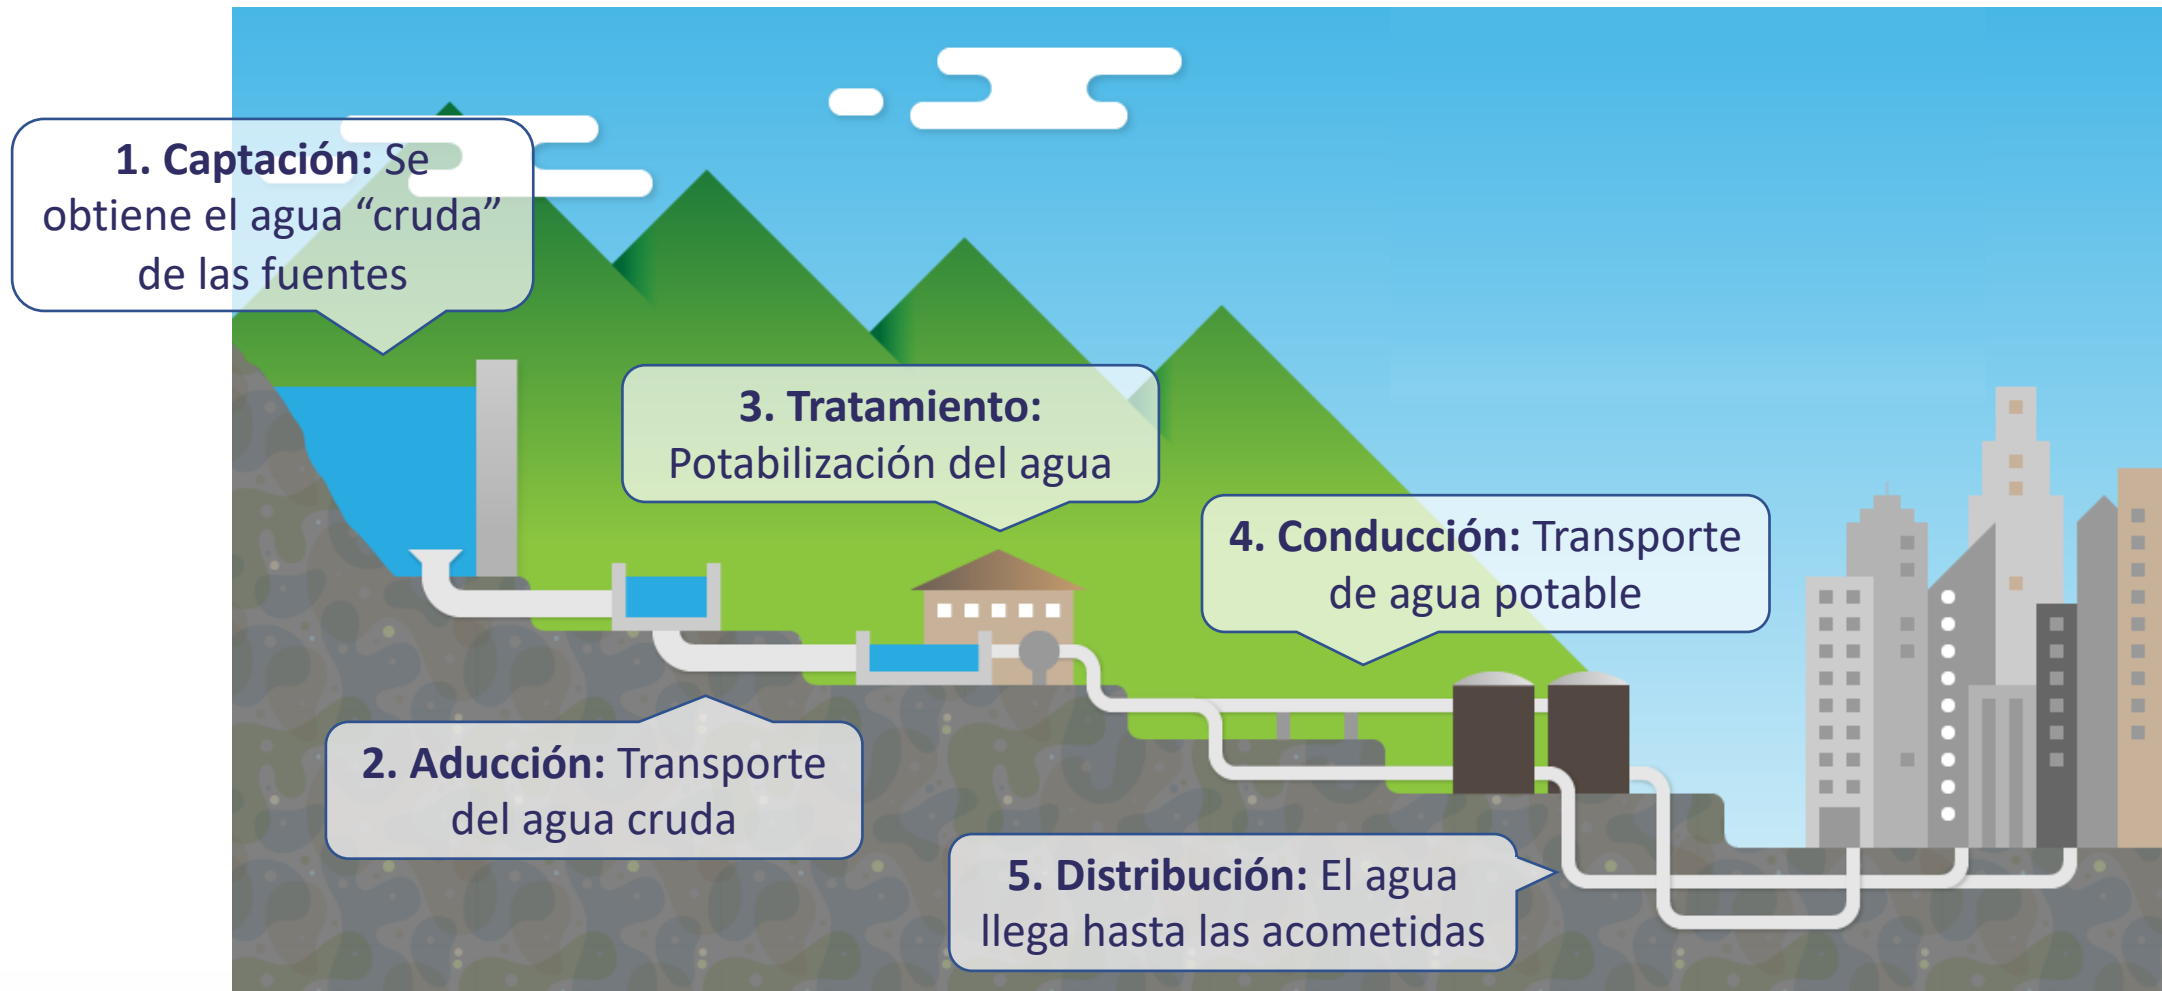 1. Captación: Se
obtiene el agua “cruda”
de las fuentes
3. Tratamiento:
Potabilización del agua
4. Conducción: Transporte
de agua potable
2. Aducción: Transporte
del agua cruda
5. Distribución: El agua
llega hasta las acometidas